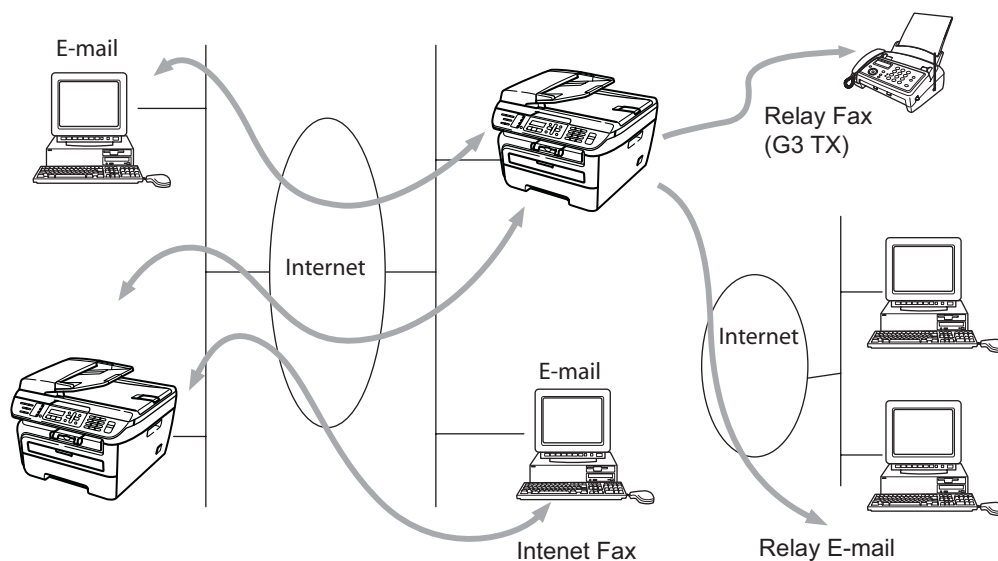 E-mail
Relay Fax
(G3 TX)
Internet
Internet
E-mail
Intenet Fax
Relay E-mail